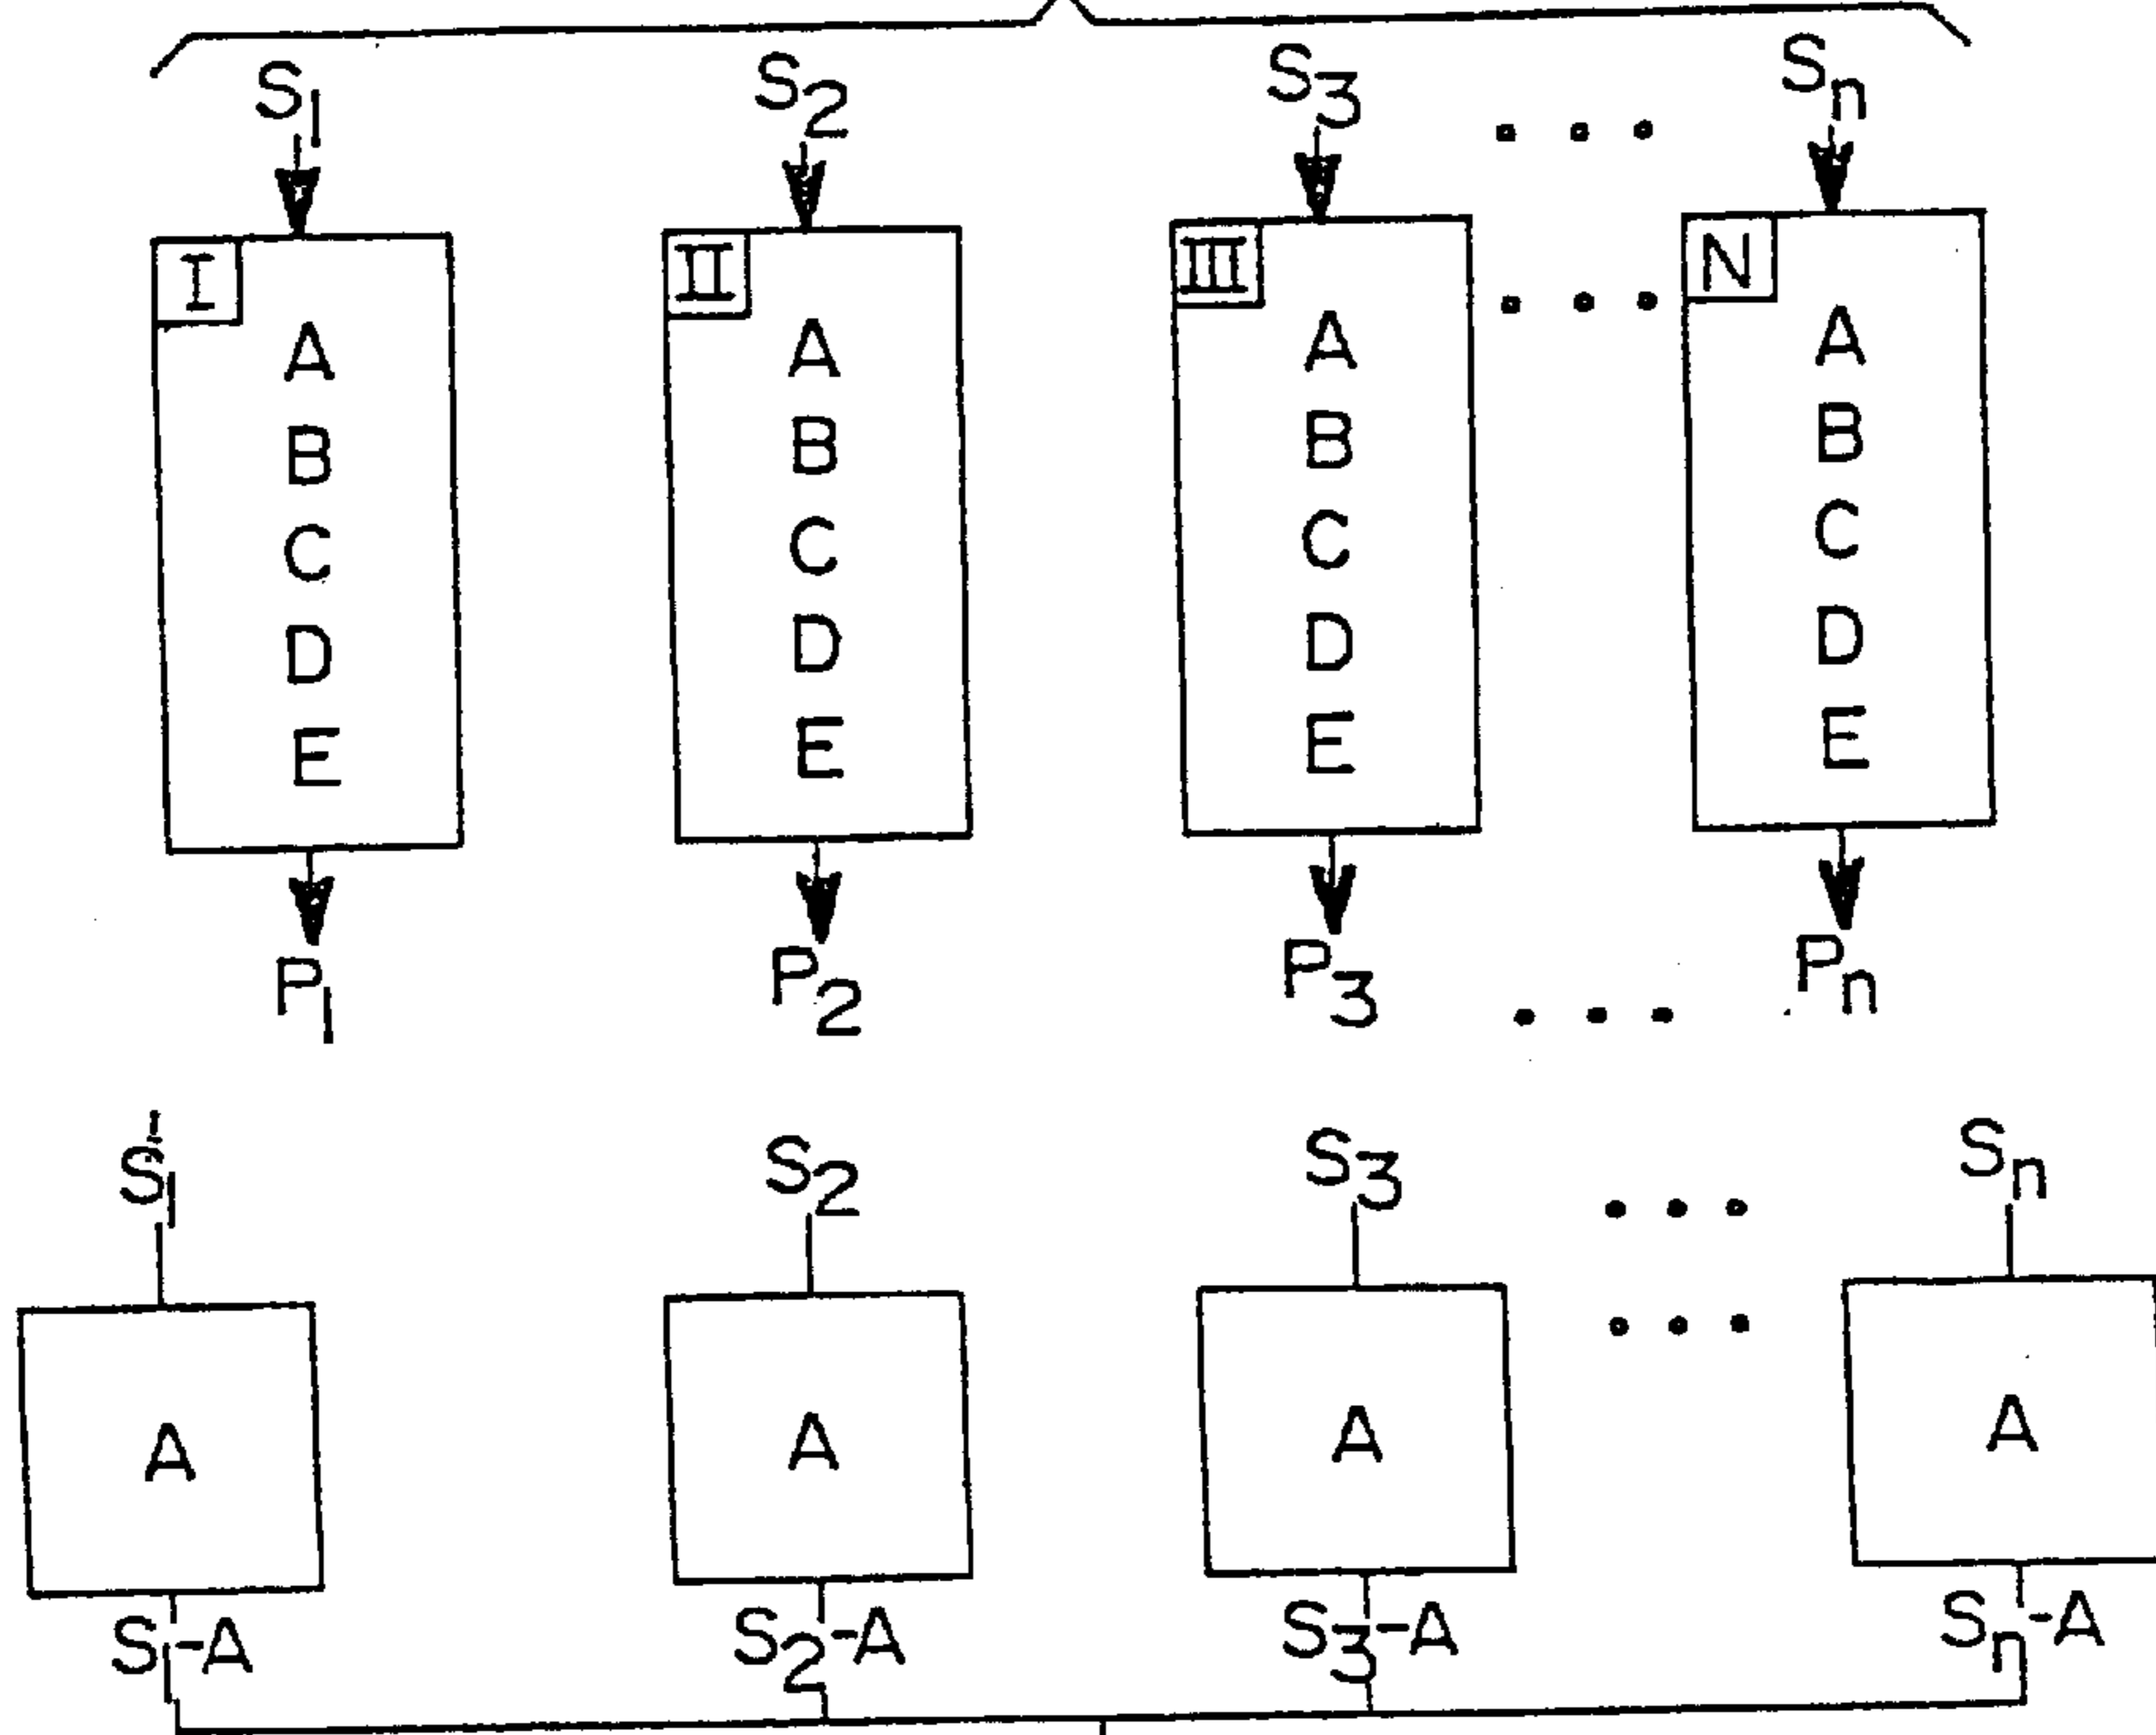 S1 S2 S3 • • • Sn
I II III • • • N
A A A A
B B B B
C C C C
D D D D
E E E E
P1 P2 P3 • • • Pn
S1 S2 S3 • • • Sn
• • •
A A A A
S1-A S2-A S3-A Sn-A